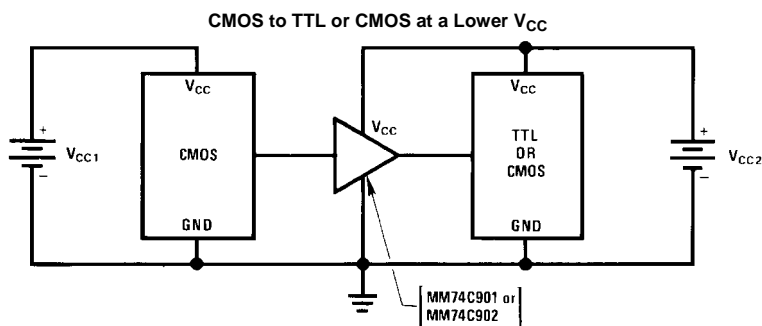 CMOS to TTL or CMOS at a Lower VCC
VCC
CMOS
GND
+
VCC1
−
VCC
VCC
TTL
OR
CMOS
GND
+
VCC2
−
MM74C901 or
MM74C902